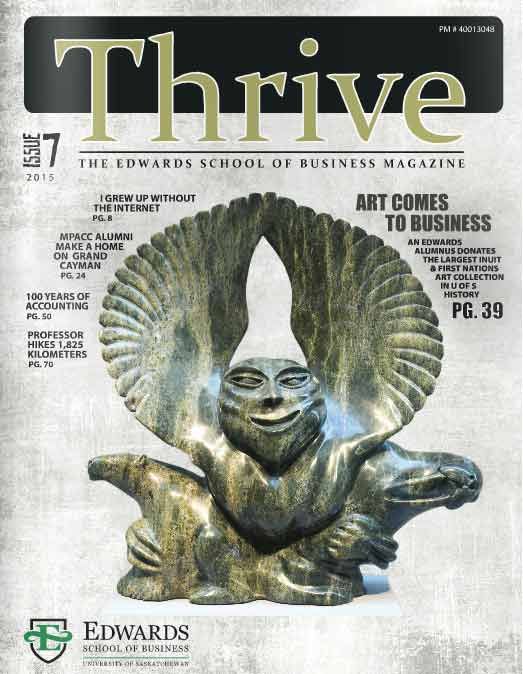 PM # 40013048
Thrive
ISSUE 7
2015
THE EDWARDS SCHOOL OF BUSINESS MAGAZINE
I GREW UP WITHOUT
THE INTERNET
PG. 8
MPACC ALUMNI
MAKE A HOME
ON GRAND
CAYMAN
PG. 24
100 YEARS OF
ACCOUNTING
PG. 50
PROFESSOR
HIKES 1,825
KILOMETERS
PG. 70
ART COMES
TO BUSINESS
AN EDWARDS
ALUMNUS DONATES
THE LARGEST INUIT
& FIRST NATIONS
ART COLLECTION
IN U OF S
HISTORY
PG. 39
EDWARDS
SCHOOL OF BUSINESS
UNIVERSITY OF SASKATCHEWAN